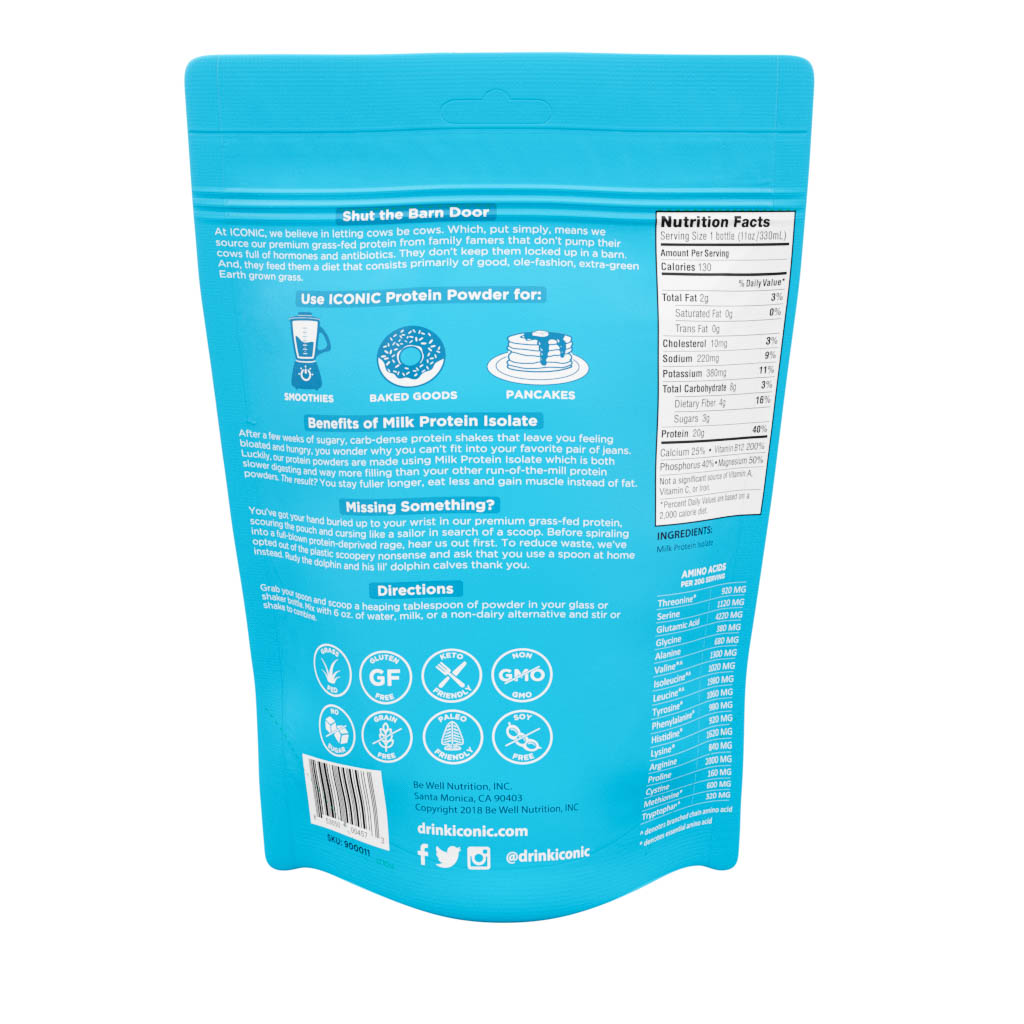 Shut the Barn Door
At ICONIC, we believe in letting cows be cows. Which, put simply, means we
source our premium grass-fed protein from family famers that don't pump their
cows full of hormones and antibiotics. They don't keep them locked up in a barn.
And, they feed them a diet that consists primarily of good, ole-fashion, extra-green
Earth grown grass.
Use ICONIC Protein Powder for:
SMOOTHIES
BAKED GOODS
PANCAKES
Benefits of Milk Protein Isolate
After a few weeks of sugary, carb-dense protein shakes that leave you feeling
bloated and hungry, you wonder why you can't fit into your favorite pair of jeans.
Luckily, our protein powders are made using Milk Protein Isolate which is both
slower digesting and way more filling than your other run-of-the-mill protein
powders. The result? You stay fuller longer, eat less and gain muscle instead of fat.
Missing Something?
You've got your hand buried up to your wrist in our premium grass-fed protein,
scouring the pouch and cursing like a sailor in search of a scoop. Before spiraling
into a full-blown protein-deprived rage, hear us out first. To reduce waste, we've
opted out of the plastic scoopery nonsense and ask that you use a spoon at home
instead. Rudy the dolphin and his lil' dolphin calves thank you.
Directions
Grab your spoon and scoop a heaping tablespoon of powder in your glass or
shaker bottle. Mix with 6 oz. of water, milk, or a non-dairy alternative and stir or
shake to combine.
GRASS FED
GLUTEN GF FREE
KETO FRIENDLY
NON GMO GMO
NO SUGAR
GRAIN FREE
PALEO FRIENDLY
SOY FREE
SKU: 900011
Be Well Nutrition, INC.
Santa Monica, CA 90403
Copyright 2018 Be Well Nutrition, INC
drinkiconic.com
@drinkiconic
Nutrition Facts
Serving Size 1 bottle (11oz/330mL)
Amount Per Serving
Calories 130
% Daily Value*
Total Fat 2g 3%
Saturated Fat 0g 0%
Trans Fat 0g
Cholesterol 10mg 3%
Sodium 220mg 9%
Potassium 380mg 11%
Total Carbohydrate 8g 3%
Dietary Fiber 4g 16%
Sugars 3g
Protein 20g 40%
Calcium 25% • Vitamin B12 200%
Phosphorus 40% • Magnesium 50%
Not a significant source of Vitamin A,
Vitamin C, or Iron.
*Percent Daily Values are based on a
2,000 calorie diet.
INGREDIENTS:
Milk Protein Isolate
AMINO ACIDS
PER 20G SERVING
Threonine* 920 MG
Serine 1120 MG
Glutamic Acid 4220 MG
Glycine 380 MG
Alanine 680 MG
Valine*^ 1300 MG
Isoleucine*^ 1020 MG
Leucine*^ 1980 MG
Tyrosine* 1060 MG
Phenylalanine* 980 MG
Histidine* 920 MG
Lysine* 1620 MG
Arginine 840 MG
Proline 2000 MG
Cystine 160 MG
Methionine* 600 MG
Tryptophan* 320 MG
^ denotes branched chain amino acid
* denotes essential amino acid